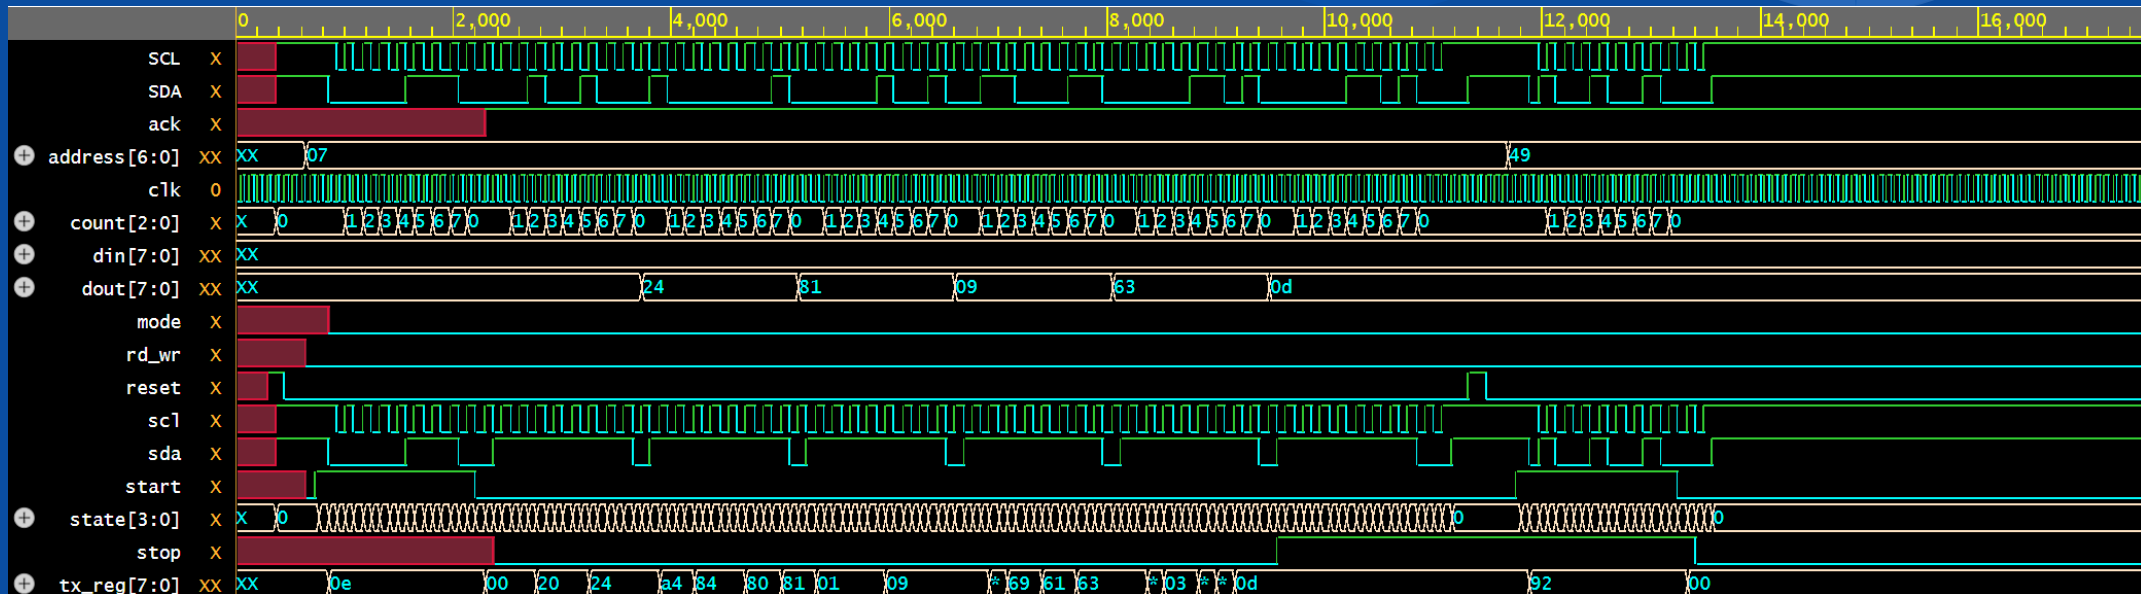 0 2,000 4,000 6,000 8,000 10,000 12,000 14,000 16,000
SCL X
SDA X
ack X
address[6:0] XX XX 07 49
clk 0
count[2:0] X X 0 1 2 3 4 5 6 7 0 1 2 3 4 5 6 7 0 1 2 3 4 5 6 7 0 1 2 3 4 5 6 7 0 1 2 3 4 5 6 7 0 1 2 3 4 5 6 7 0 1 2 3 4 5 6 7 0 1 2 3 4 5 6 7 0
din[7:0] XX XX
dout[7:0] XX XX 24 81 09 63 0d
mode X
rd_wr X
reset X
scl X
sda X
start X
state[3:0] X X 0 0 0
stop X
tx_reg[7:0] XX XX 0e 00 20 24 a4 84 80 81 01 09 * 69 61 63 * 03 * * 0d 92 00